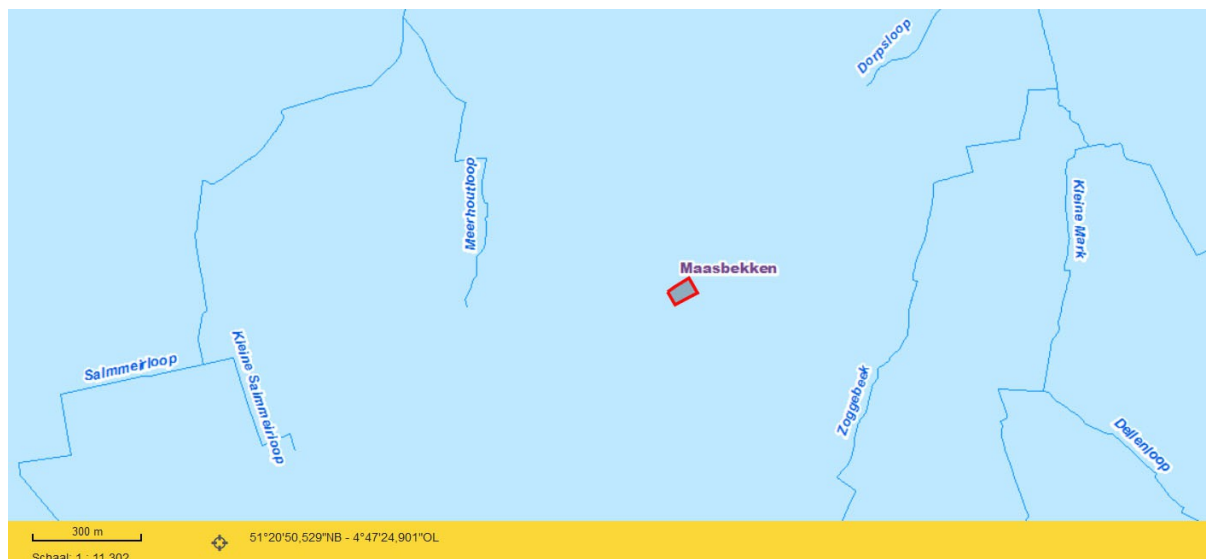 Dorpsloop
Meerhoutloop
Kleine Mark
Maasbekken
Salmmeirloop
Kleine Salmmeirloop
Zoggebeek
Dellenloop
300 m
51°20'50,529"NB - 4°47'24,901"OL
Schaal: 1 : 11.302